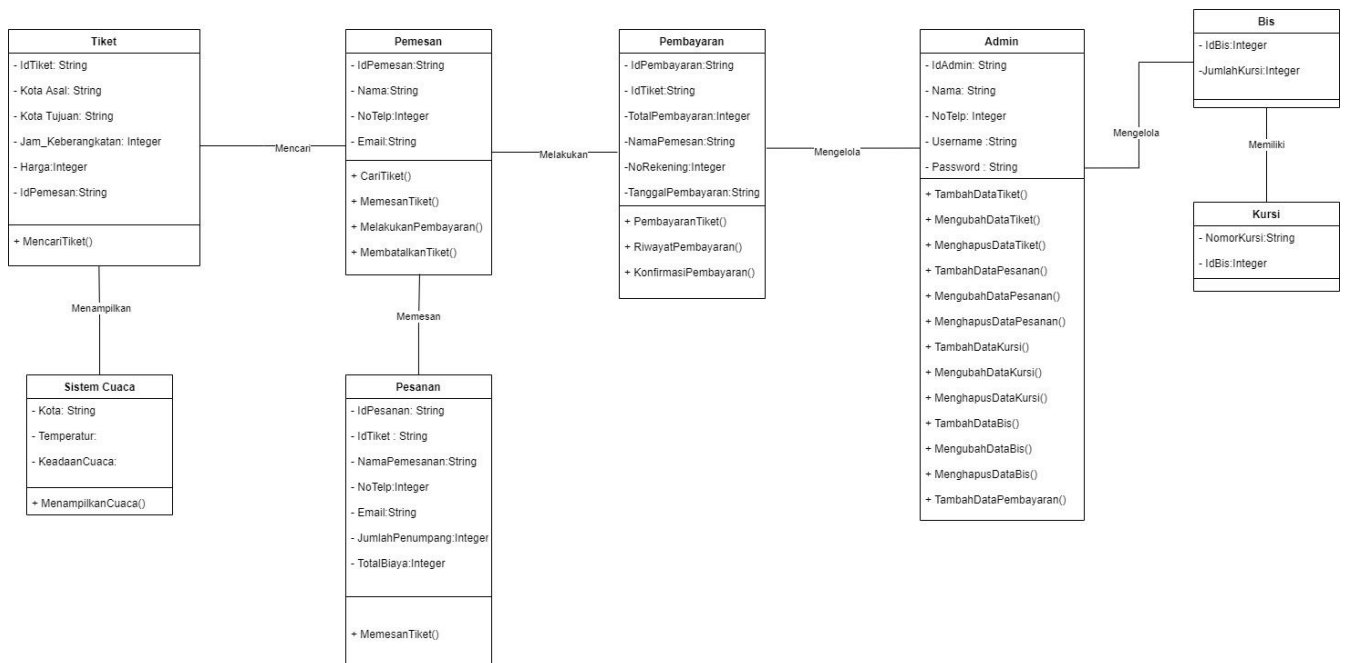 Tiket
- IdTiket: String
- Kota Asal: String
- Kota Tujuan: String
- Jam_Keberangkatan: Integer
- Harga:Integer
- IdPemesan:String
+ MencariTiket()
Mencari
Pemesan
- IdPemesan:String
- Nama:String
- NoTelp:Integer
- Email:String
+ CariTiket()
+ MemesanTiket()
+ MelakukanPembayaran()
+ MembatalkanTiket()
Melakukan
Pembayaran
- IdPembayaran:String
- IdTiket:String
-TotalPembayaran:Integer
-NamaPemesan:String
-NoRekening:Integer
-TanggalPembayaran:String
+ PembayaranTiket()
+ RiwayatPembayaran()
+ KonfirmasiPembayaran()
Mengelola
Admin
- IdAdmin: String
- Nama: String
- NoTelp: Integer
- Username :String
- Password : String
+ TambahDataTiket()
+ MengubahDataTiket()
+ MenghapusDataTiket()
+ TambahDataPesanan()
+ MengubahDataPesanan()
+ MenghapusDataPesanan()
+ TambahDataKursi()
+ MengubahDataKursi()
+ MenghapusDataKursi()
+ TambahDataBis()
+ MengubahDataBis()
+ MenghapusDataBis()
+ TambahDataPembayaran()
Mengelola
Bis
- IdBis:Integer
-JumlahKursi:Integer
Memiliki
Kursi
- NomorKursi:String
- IdBis:Integer
Menampilkan
Sistem Cuaca
- Kota: String
- Temperatur:
- KeadaanCuaca:
+ MenampilkanCuaca()
Memesan
Pesanan
- IdPesanan: String
- IdTiket : String
- NamaPemesanan:String
- NoTelp:Integer
- Email:String
- JumlahPenumpang:Integer
- TotalBiaya:Integer
+ MemesanTiket()